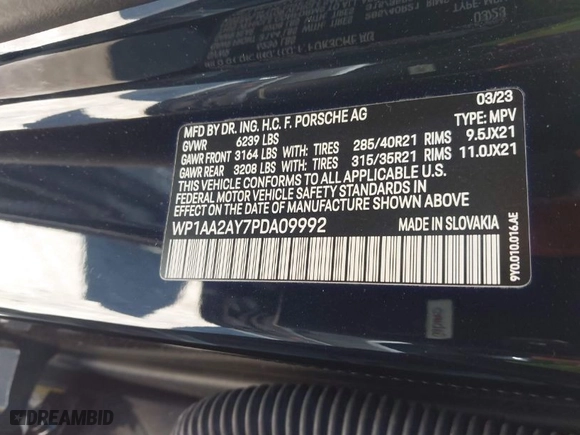 03/23
MFD BY DR. ING. H.C. F. PORSCHE AG TYPE: MPV
GVWR 6239 LBS
GAWR FRONT 3164 LBS WITH: TIRES 285/40R21 RIMS 9.5JX21
GAWR REAR 3208 LBS WITH: TIRES 315/35R21 RIMS 11.0JX21
THIS VEHICLE CONFORMS TO ALL APPLICABLE U.S.
FEDERAL MOTOR VEHICLE SAFETY STANDARDS IN
EFFECT ON THE DATE OF MANUFACTURE SHOWN ABOVE
WP1AA2AY7PDA09992 MADE IN SLOVAKIA
9Y0.010.016.AE
DREAMBID